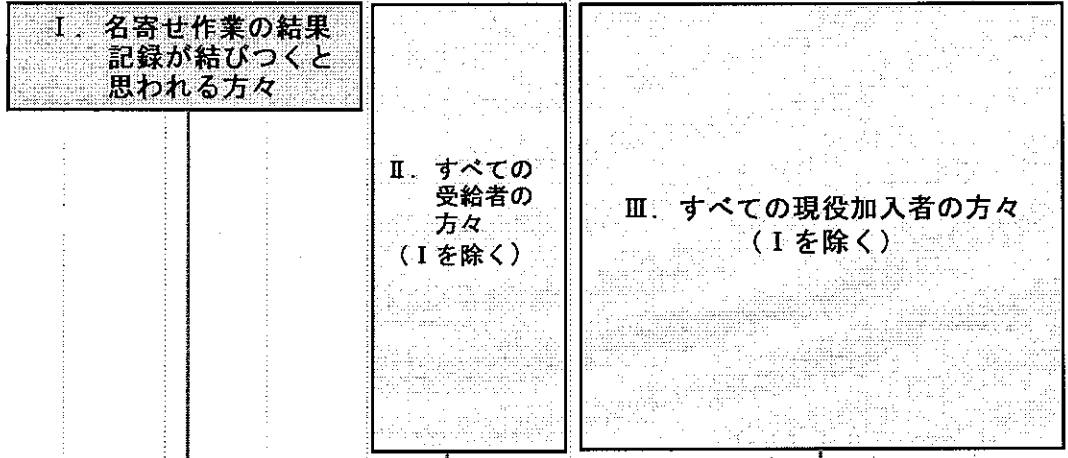 Ⅰ．名寄せ作業の結果
記録が結びつくと
思われる方々
Ⅱ．すべての
受給者の
方々
（Ⅰを除く）
Ⅲ．すべての現役加入者の方々
（Ⅰを除く）